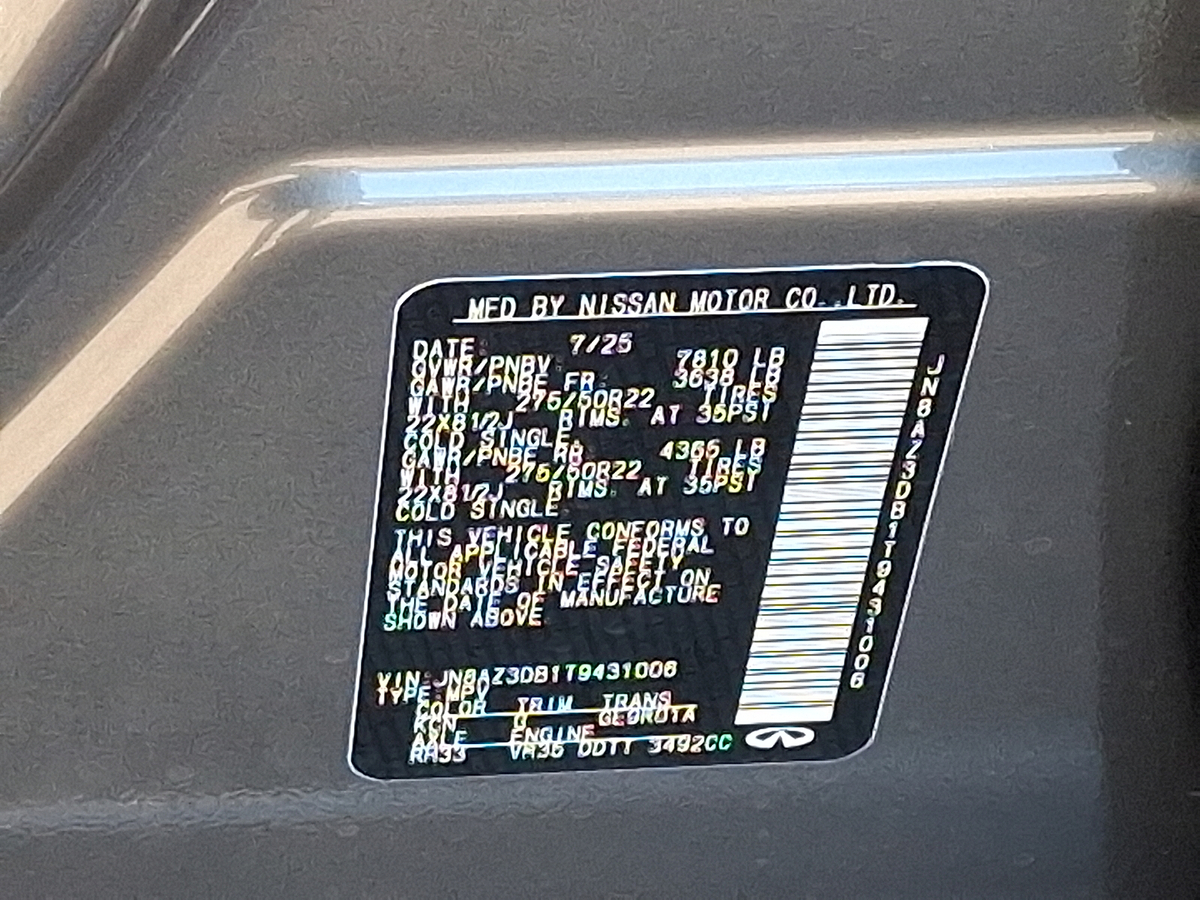 MFD BY NISSAN MOTOR CO.,LTD.
DATE: 7/25
GVWR/PNBV: 7810 LB
GAWR/PNBE FR: 3638 LB
WITH 275/50R22 TIRES
22X81/2J RIMS. AT 35PSI
COLD SINGLE.
GAWR/PNBE RR 4365 LB
WITH 275/50R22 TIRES
22X81/2J RIMS. AT 35PSI
COLD SINGLE.
THIS VEHICLE CONFORMS TO
ALL APPLICABLE FEDERAL
MOTOR VEHICLE SAFETY
STANDARDS IN EFFECT ON
THE DATE OF MANUFACTURE
SHOWN ABOVE.
VIN:JN8AZ3DB1T9431006
TYPE:MPV
COLOR TRIM TRANS
G
AXLE ENGINE
VR35 DDTT 3492CC
JN8AZ3DB1T9431006